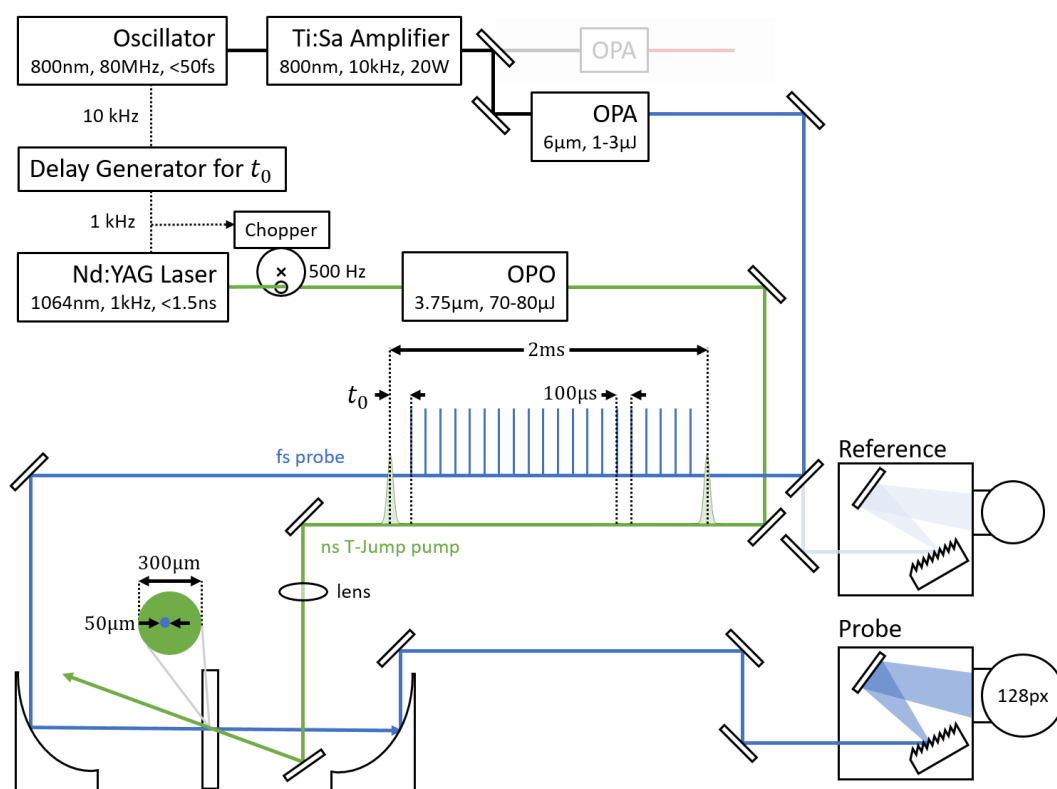 Oscillator
800nm, 80MHz, <50fs
Ti:Sa Amplifier
800nm, 10kHz, 20W
OPA
OPA
6μm, 1-3μJ
10 kHz
Delay Generator for t₀
1 kHz
Chopper
500 Hz
Nd:YAG Laser
1064nm, 1kHz, <1.5ns
OPO
3.75μm, 70-80μJ
2ms
t₀
100μs
fs probe
Reference
ns T-Jump pump
300μm
lens
50μm
Probe
128px